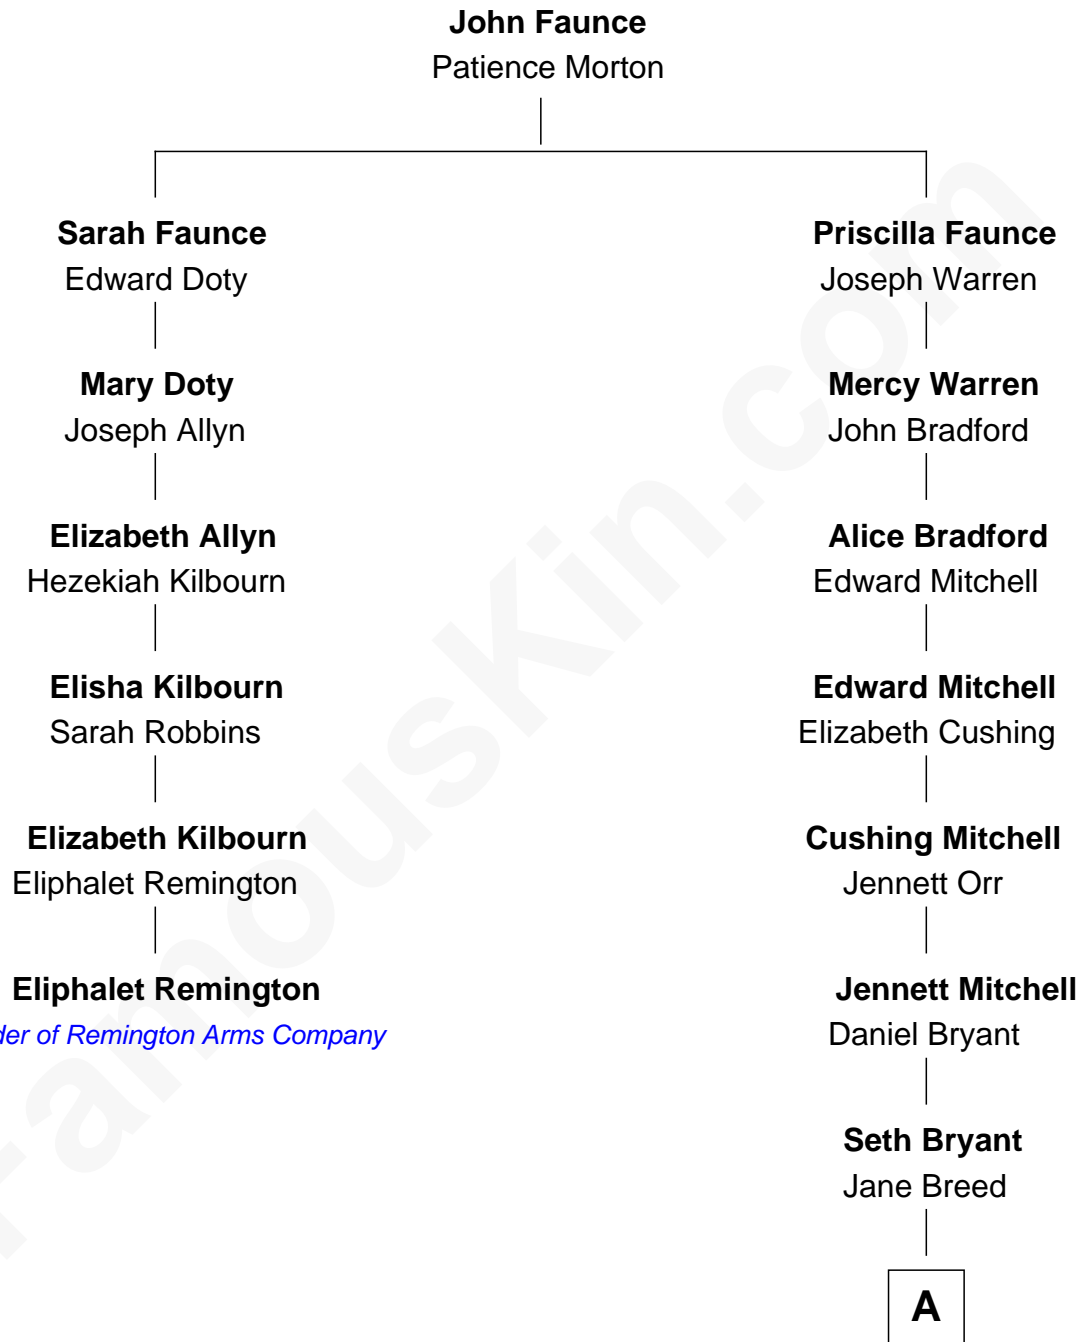 John Faunce
Patience Morton
Sarah Faunce
Edward Doty
Priscilla Faunce
Joseph Warren
Mary Doty
Joseph Allyn
Mercy Warren
John Bradford
Elizabeth Allyn
Hezekiah Kilbourn
Alice Bradford
Edward Mitchell
Elisha Kilbourn
Sarah Robbins
Edward Mitchell
Elizabeth Cushing
Elizabeth Kilbourn
Eliphalet Remington
Cushing Mitchell
Jennett Orr
Eliphalet Remington
der of Remington Arms Company
Jennett Mitchell
Daniel Bryant
Seth Bryant
Jane Breed
A
FamousKin.com